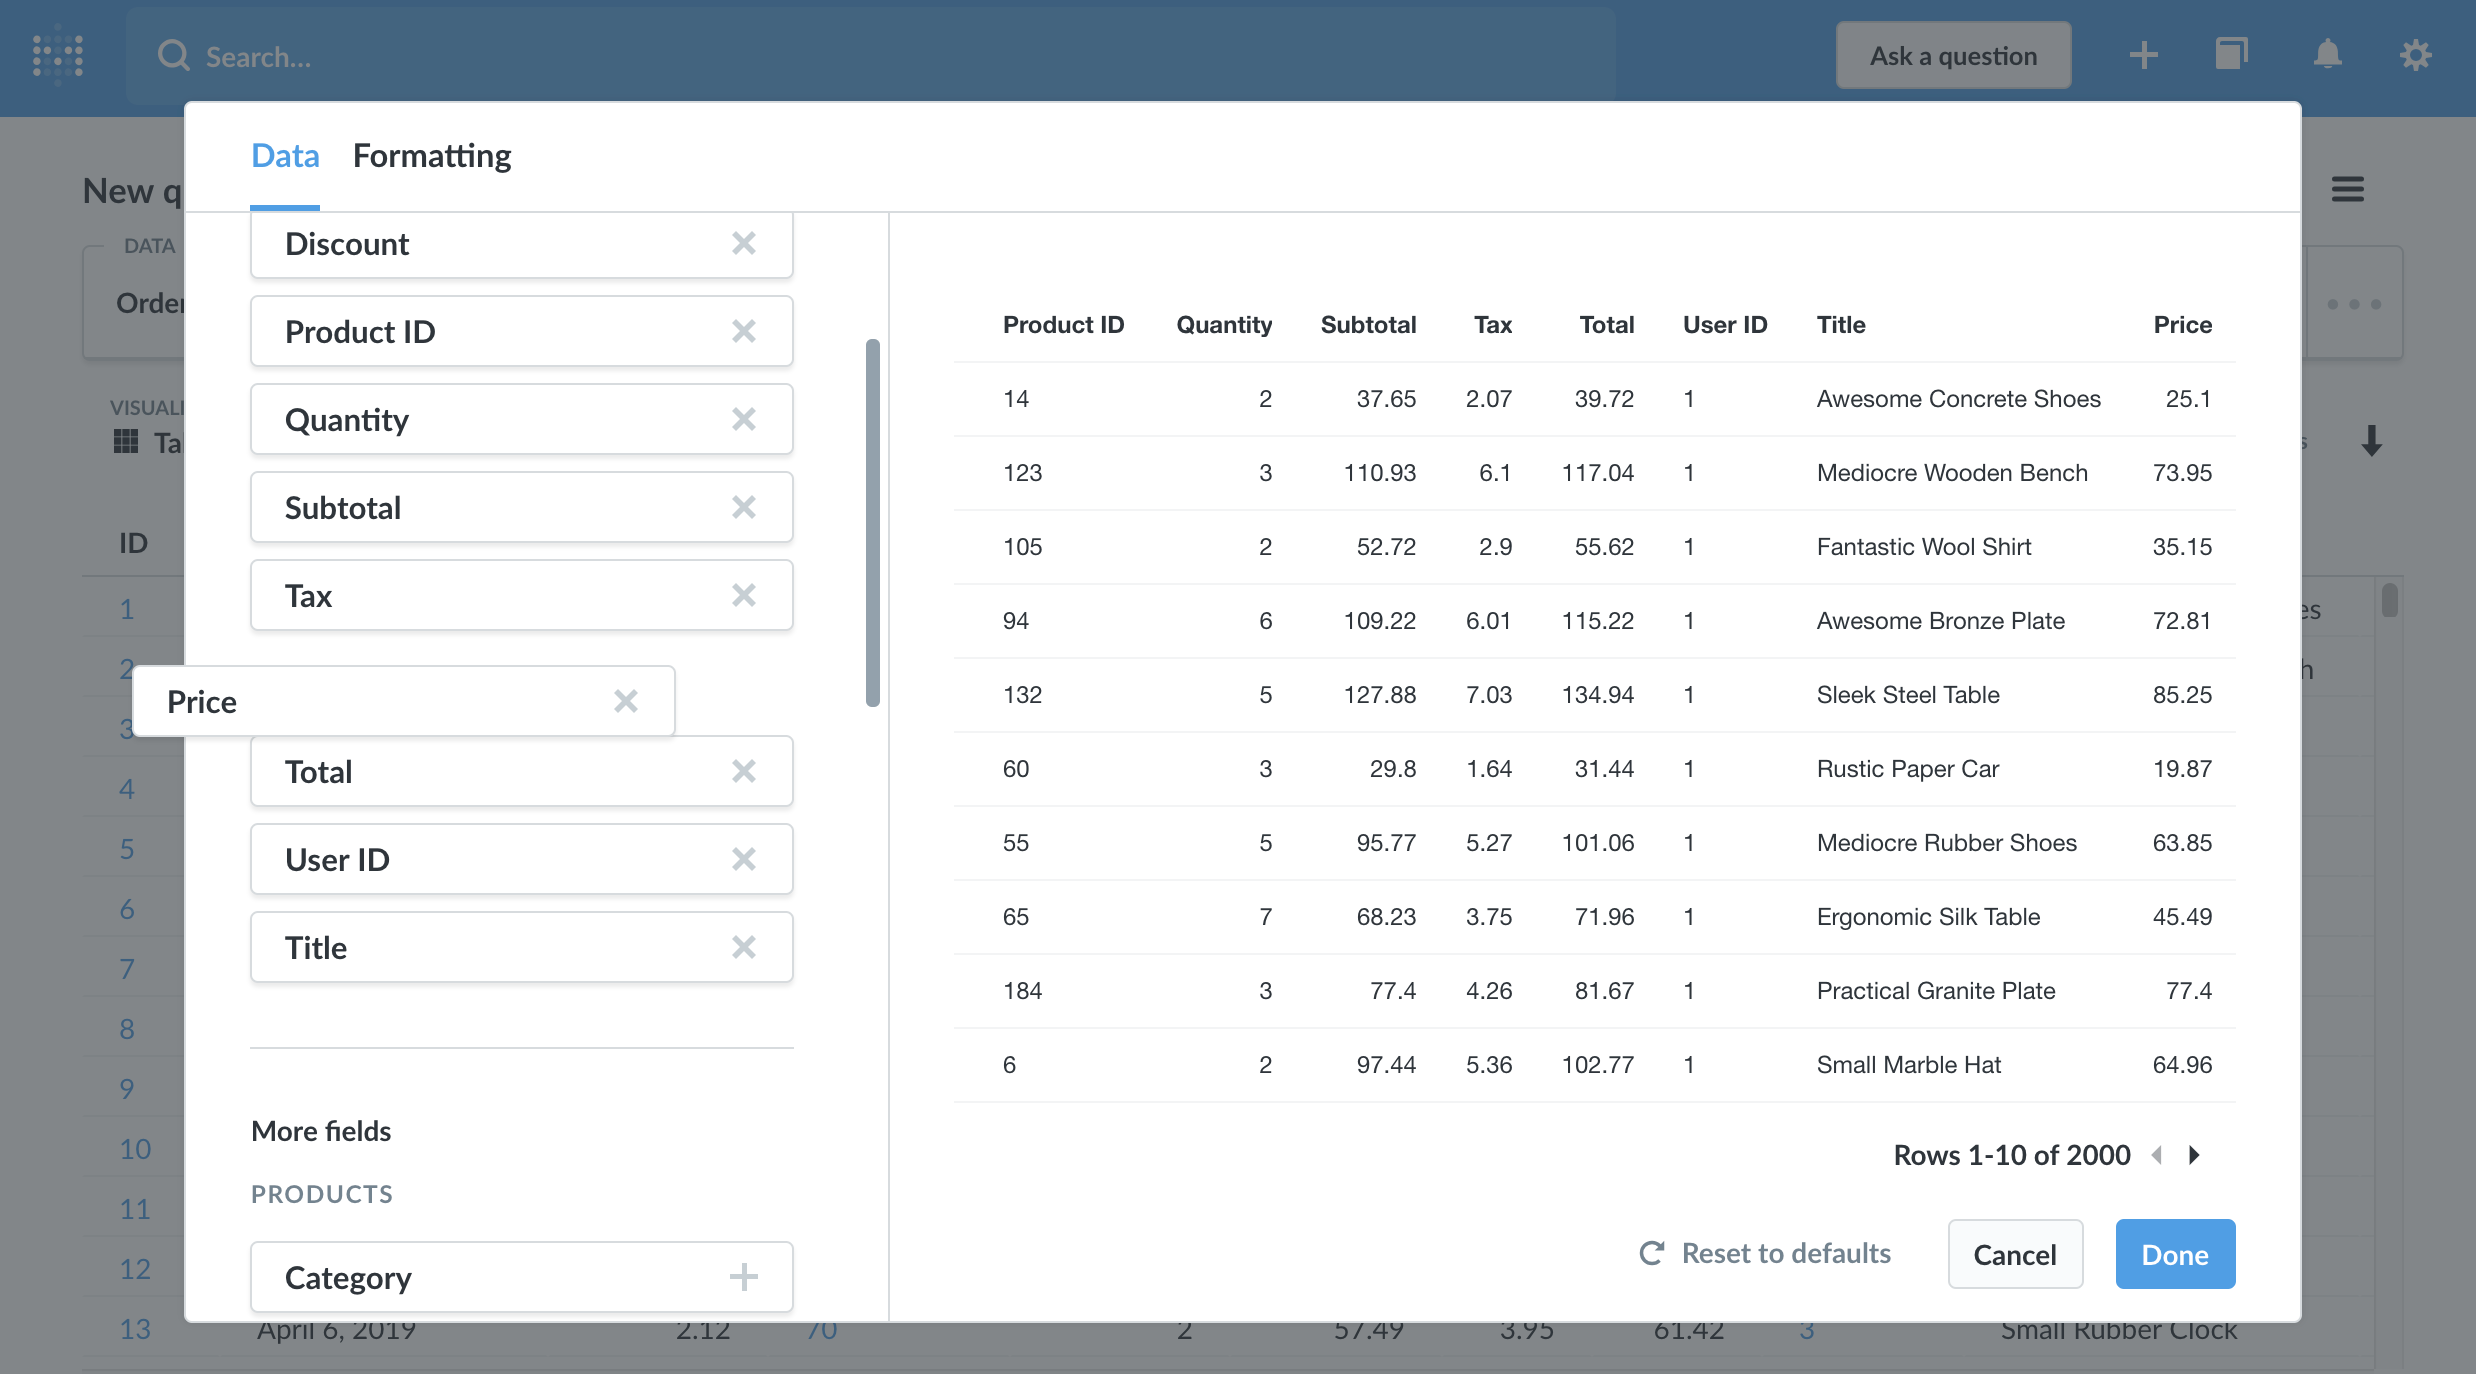 Search...
Ask a question
Data Formatting
New q
DATA
Order
VISUALI
Ta
ID
1
2
3
4
5
6
7
8
9
10
11
12
Discount
Product ID
Quantity
Subtotal
Tax
Price
Total
User ID
Title
More fields
PRODUCTS
Category
Product ID Quantity Subtotal Tax Total User ID Title Price
14 2 37.65 2.07 39.72 1 Awesome Concrete Shoes 25.1
123 3 110.93 6.1 117.04 1 Mediocre Wooden Bench 73.95
105 2 52.72 2.9 55.62 1 Fantastic Wool Shirt 35.15
94 6 109.22 6.01 115.22 1 Awesome Bronze Plate 72.81
132 5 127.88 7.03 134.94 1 Sleek Steel Table 85.25
60 3 29.8 1.64 31.44 1 Rustic Paper Car 19.87
55 5 95.77 5.27 101.06 1 Mediocre Rubber Shoes 63.85
65 7 68.23 3.75 71.96 1 Ergonomic Silk Table 45.49
184 3 77.4 4.26 81.67 1 Practical Granite Plate 77.4
6 2 97.44 5.36 102.77 1 Small Marble Hat 64.96
Rows 1-10 of 2000
Reset to defaults Cancel Done
s
es
h
13 April 6, 2019 2.12 70 2 57.49 3.95 61.42 3 Small Rubber Clock